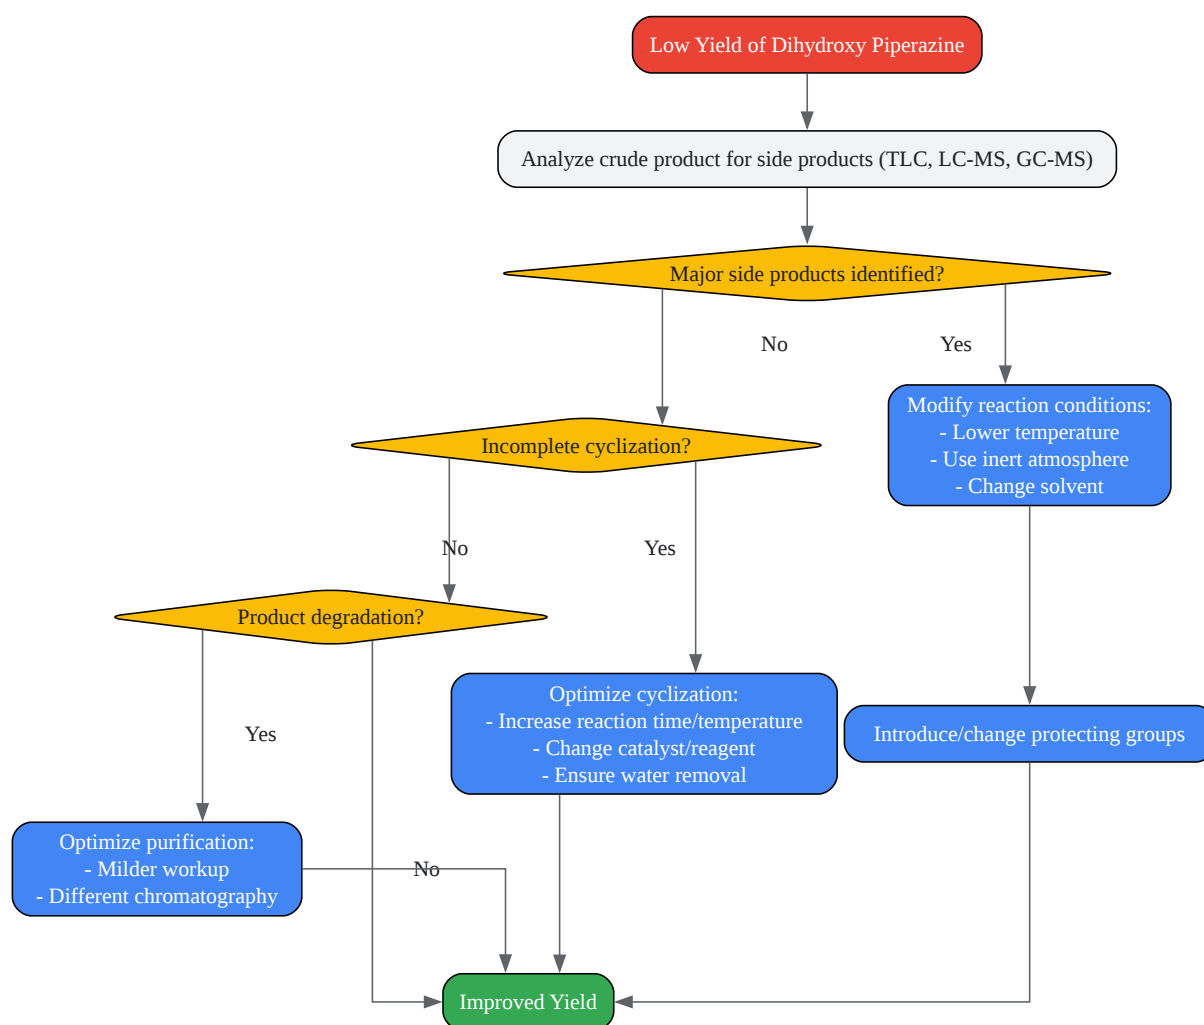 Low Yield of Dihydroxy Piperazine
Analyze crude product for side products (TLC, LC-MS, GC-MS)
Major side products identified?
No
Yes
Modify reaction conditions:
- Lower temperature
- Use inert atmosphere
- Change solvent
Incomplete cyclization?
No
Yes
Product degradation?
Optimize cyclization:
- Increase reaction time/temperature
- Change catalyst/reagent
- Ensure water removal
Introduce/change protecting groups
Yes
Optimize purification:
- Milder workup
- Different chromatography
No
Improved Yield